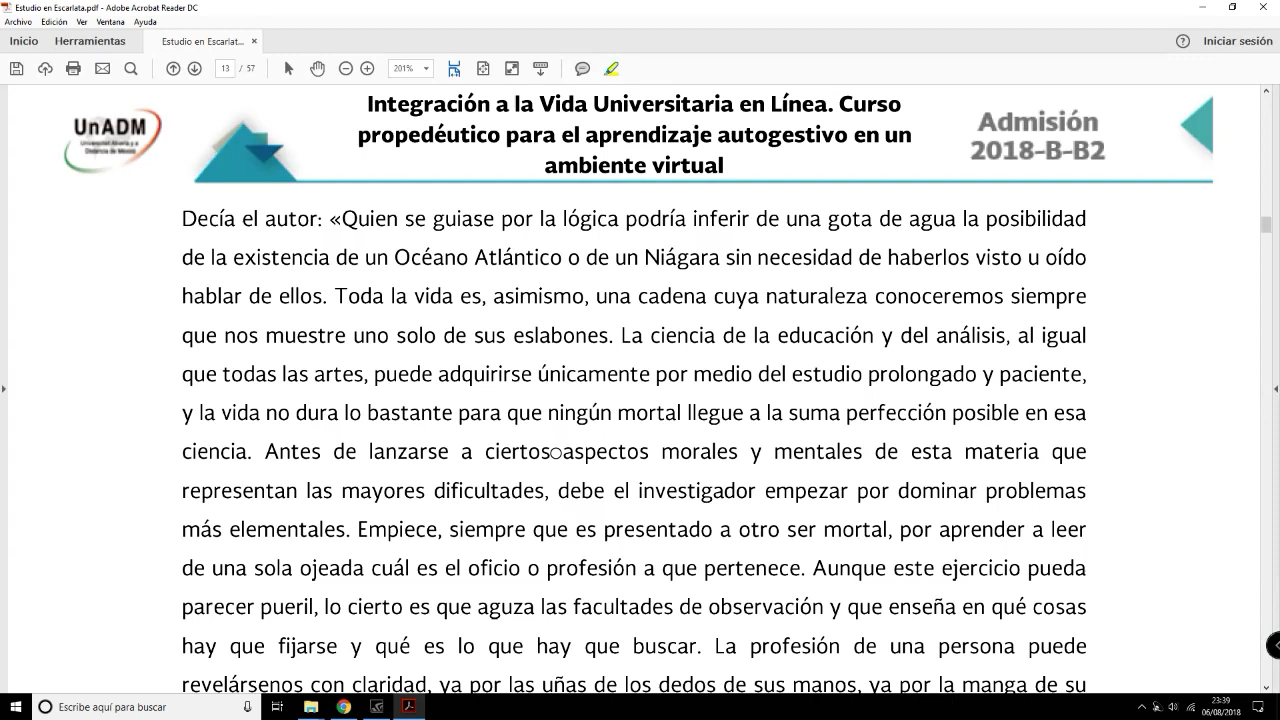 Estudio en Escarlata.pdf - Adobe Acrobat Reader DC
Archivo Edición Ver Ventana Ayuda
Inicio Herramientas Estudio en Escarlat... × Iniciar sesión
13 / 57 201%
UnADM
Universidad Abierta y a
Distancia de México
Integración a la Vida Universitaria en Línea. Curso
propedéutico para el aprendizaje autogestivo en un
ambiente virtual
Admisión
2018-B-B2
Decía el autor: «Quien se guiase por la lógica podría inferir de una gota de agua la posibilidad
de la existencia de un Océano Atlántico o de un Niágara sin necesidad de haberlos visto u oído
hablar de ellos. Toda la vida es, asimismo, una cadena cuya naturaleza conoceremos siempre
que nos muestre uno solo de sus eslabones. La ciencia de la educación y del análisis, al igual
que todas las artes, puede adquirirse únicamente por medio del estudio prolongado y paciente,
y la vida no dura lo bastante para que ningún mortal llegue a la suma perfección posible en esa
ciencia. Antes de lanzarse a ciertos aspectos morales y mentales de esta materia que
representan las mayores dificultades, debe el investigador empezar por dominar problemas
más elementales. Empiece, siempre que es presentado a otro ser mortal, por aprender a leer
de una sola ojeada cuál es el oficio o profesión a que pertenece. Aunque este ejercicio pueda
parecer pueril, lo cierto es que aguza las facultades de observación y que enseña en qué cosas
hay que fijarse y qué es lo que hay que buscar. La profesión de una persona puede
revelársenos con claridad, ya por las uñas de los dedos de sus manos, ya por la manga de su
Escribe aquí para buscar
23:39
06/08/2018